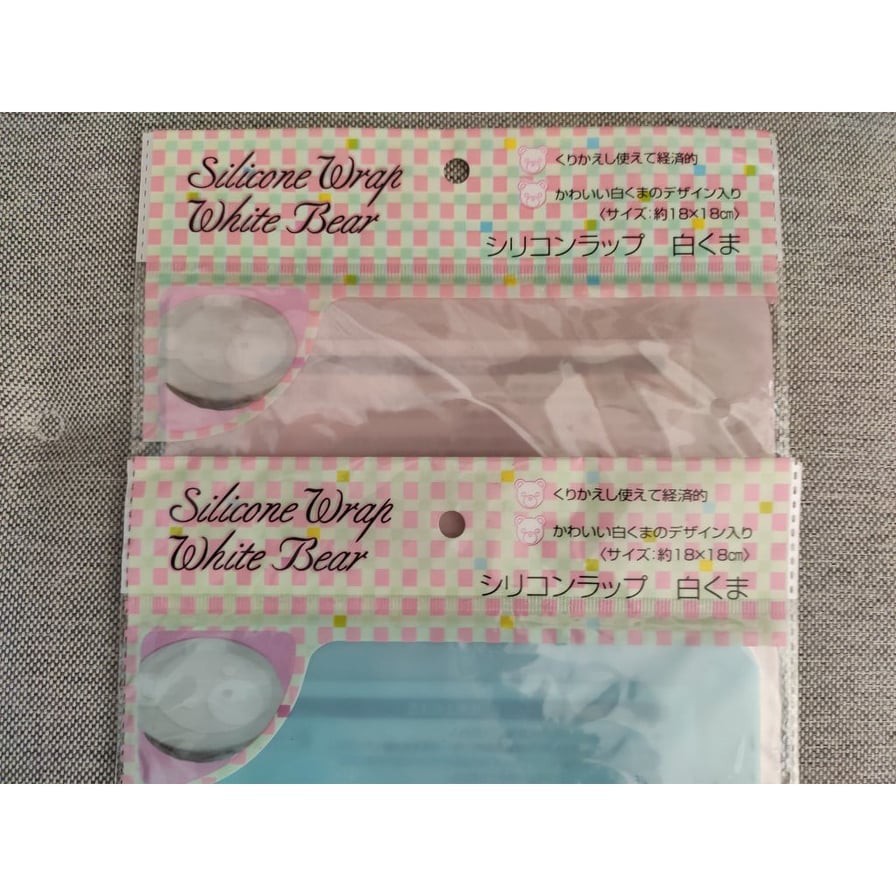 Silicone Wrap
White Bear
くりかえし使えて経済的
かわいい白くまのデザイン入り
〈サイズ:約18×18㎝〉
シリコンラップ 白くま
Silicone Wrap
White Bear
くりかえし使えて経済的
かわいい白くまのデザイン入り
〈サイズ:約18×18㎝〉
シリコンラップ 白くま